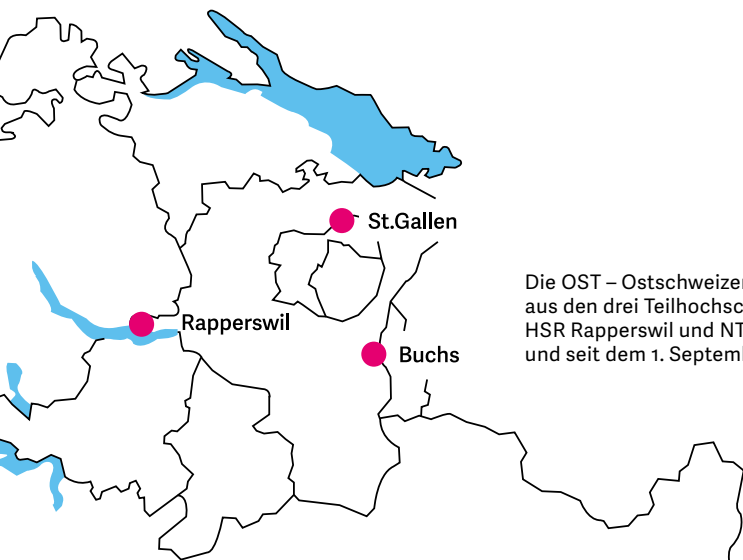 St.Gallen
Rapperswil
Buchs
Die OST – Ostschweizer
aus den drei Teilhochsc
HSR Rapperswil und NT
und seit dem 1. Septemb